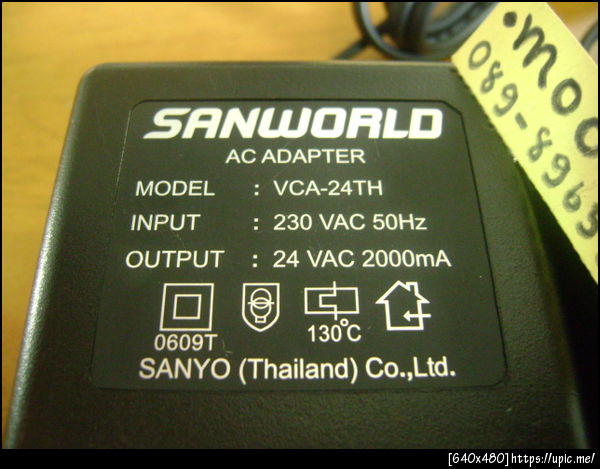 SANWORLD
AC ADAPTER
MODEL : VCA-24TH
INPUT : 230 VAC 50Hz
OUTPUT : 24 VAC 2000mA
0609T
130°C
SANYO (Thailand) Co.,Ltd.
[640x480]https://upic.me/